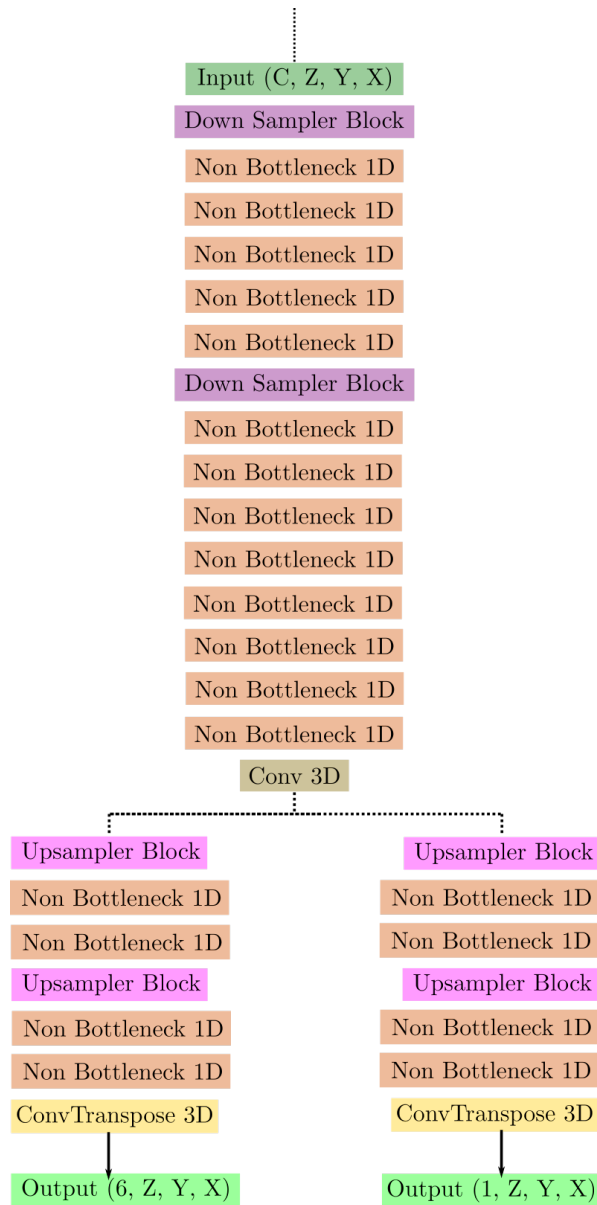 Input (C, Z, Y, X)
Down Sampler Block
Non Bottleneck 1D
Non Bottleneck 1D
Non Bottleneck 1D
Non Bottleneck 1D
Non Bottleneck 1D
Down Sampler Block
Non Bottleneck 1D
Non Bottleneck 1D
Non Bottleneck 1D
Non Bottleneck 1D
Non Bottleneck 1D
Non Bottleneck 1D
Non Bottleneck 1D
Non Bottleneck 1D
Conv 3D
Upsampler Block
Non Bottleneck 1D
Non Bottleneck 1D
Upsampler Block
Non Bottleneck 1D
Non Bottleneck 1D
ConvTranspose 3D
Output (6, Z, Y, X)
Upsampler Block
Non Bottleneck 1D
Non Bottleneck 1D
Upsampler Block
Non Bottleneck 1D
Non Bottleneck 1D
ConvTranspose 3D
Output (1, Z, Y, X)